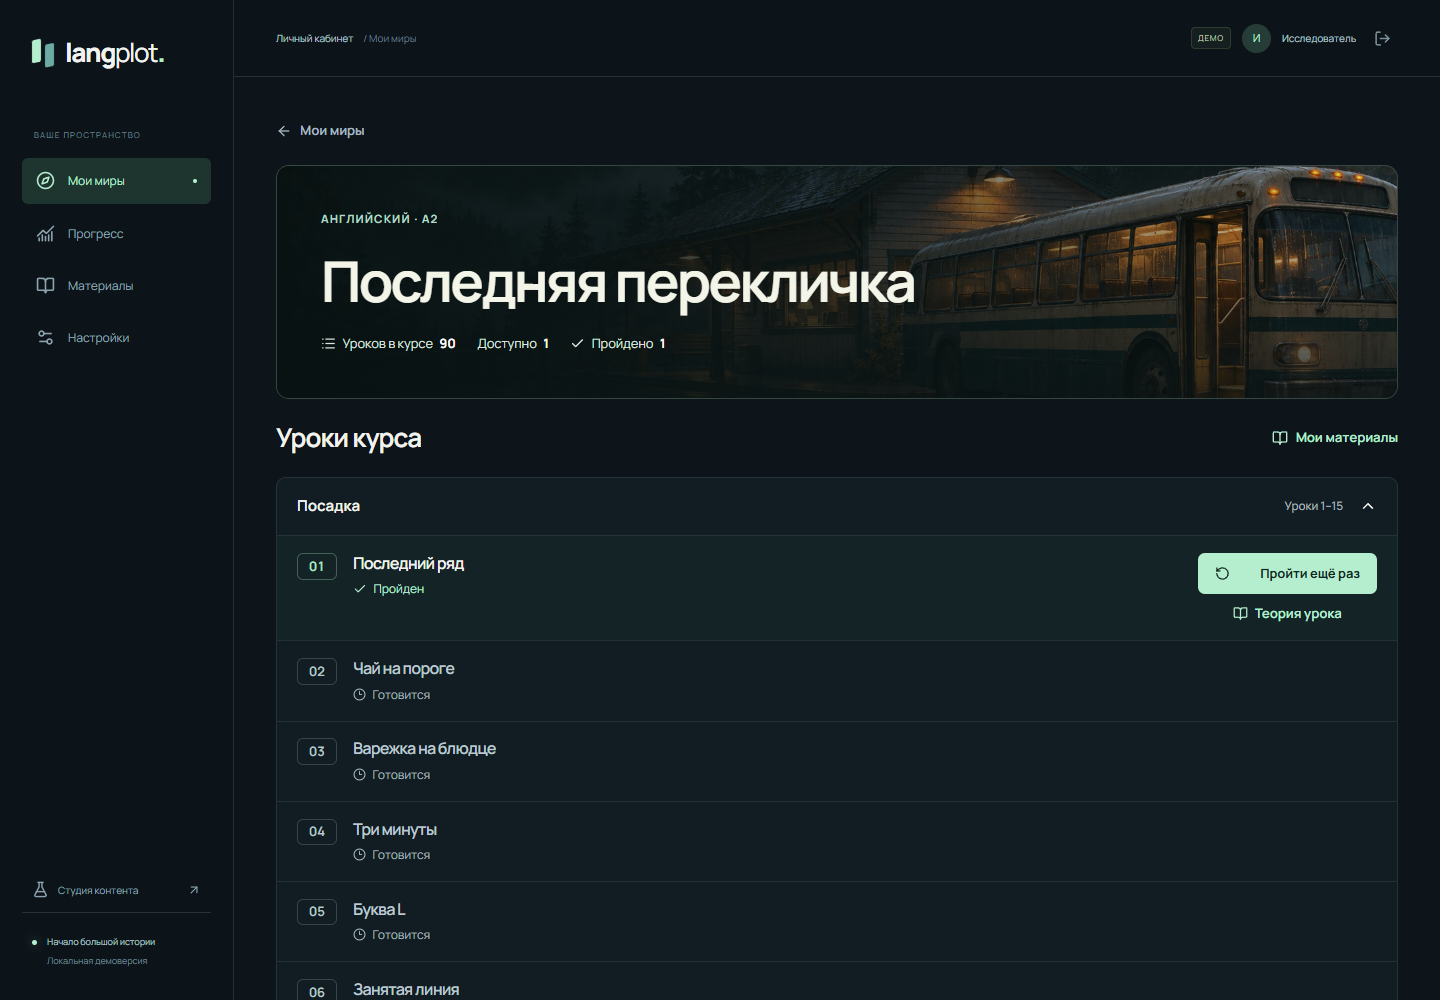 langplot.
Личный кабинет / Мои миры
ДЕМО
И
Исследователь
ВАШЕ ПРОСТРАНСТВО
Мои миры
Прогресс
Материалы
Настройки
Студия контента
Начало большой истории
Локальная демоверсия
Мои миры
АНГЛИЙСКИЙ · A2
Последняя перекличка
Уроков в курсе 90 Доступно 1 Пройдено 1
Уроки курса
Мои материалы
Посадка
Уроки 1–15
01
Последний ряд
Пройден
Пройти ещё раз
Теория урока
02
Чай на пороге
Готовится
03
Варежка на блюдце
Готовится
04
Три минуты
Готовится
05
Буква L
Готовится
06
Занятая линия